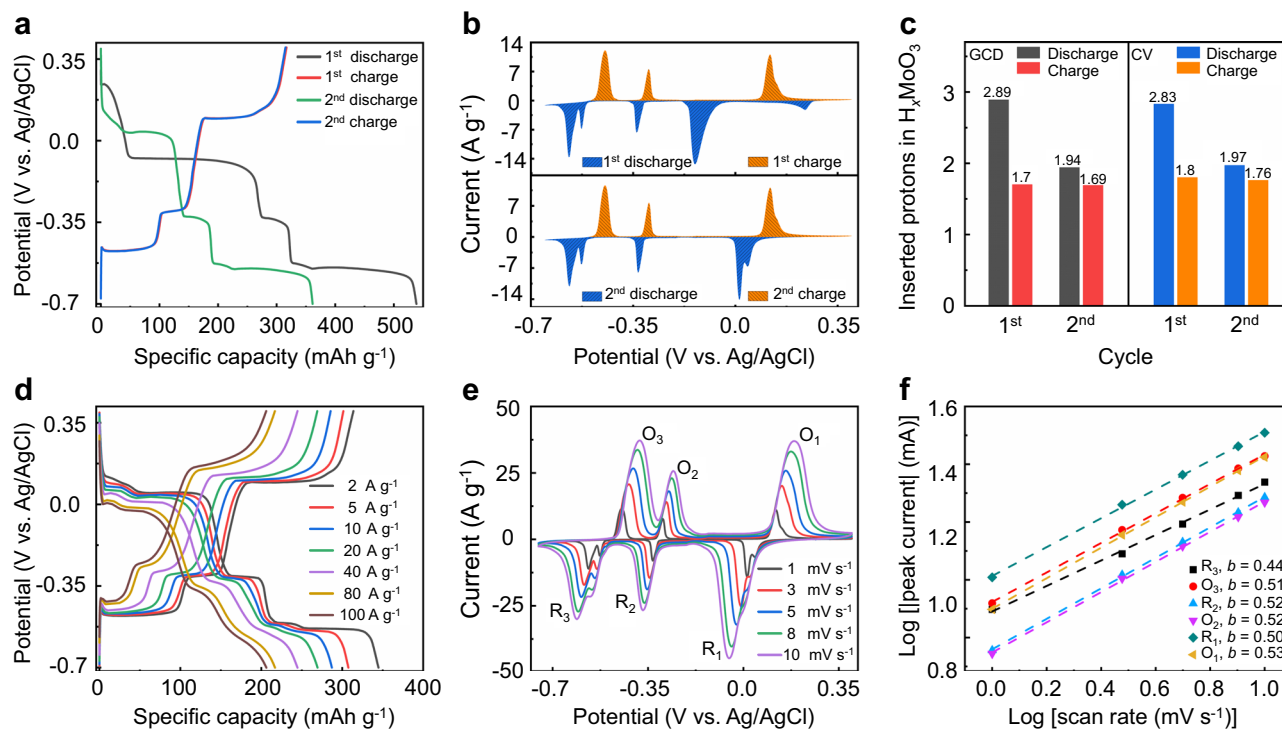 a
0.35
0.0
-0.35
-0.7
0 100 200 300 400 500
Potential (V vs. Ag/AgCl)
Specific capacity (mAh g⁻¹)
1ˢᵗ discharge
1ˢᵗ charge
2ⁿᵈ discharge
2ⁿᵈ charge
b
14
7
0
-7
-14
7
0
-7
-14
-0.7 -0.35 0.0 0.35
Current (A g⁻¹)
Potential (V vs. Ag/AgCl)
1ˢᵗ discharge 1ˢᵗ charge
2ⁿᵈ discharge 2ⁿᵈ charge
c
Inserted protons in HₓMoO₃
4
3
2
1
0
GCD Discharge
Charge
CV Discharge
Charge
2.89
1.7
1.94
1.69
2.83
1.8
1.97
1.76
1ˢᵗ 2ⁿᵈ 1ˢᵗ 2ⁿᵈ
Cycle
d
0.35
0.0
-0.35
-0.7
0 100 200 300 400
Potential (V vs. Ag/AgCl)
Specific capacity (mAh g⁻¹)
2 A g⁻¹
5 A g⁻¹
10 A g⁻¹
20 A g⁻¹
40 A g⁻¹
80 A g⁻¹
100 A g⁻¹
e
50
25
0
-25
-50
-0.7 -0.35 0.0 0.35
Current (A g⁻¹)
Potential (V vs. Ag/AgCl)
O₃
O₂
O₁
R₃
R₂
R₁
1 mV s⁻¹
3 mV s⁻¹
5 mV s⁻¹
8 mV s⁻¹
10 mV s⁻¹
f
1.6
1.4
1.2
1.0
0.8
0.0 0.2 0.4 0.6 0.8 1.0
Log [|peak current| (mA)]
Log [scan rate (mV s⁻¹)]
R₃, b = 0.44
O₃, b = 0.51
R₂, b = 0.52
O₂, b = 0.52
R₁, b = 0.50
O₁, b = 0.53